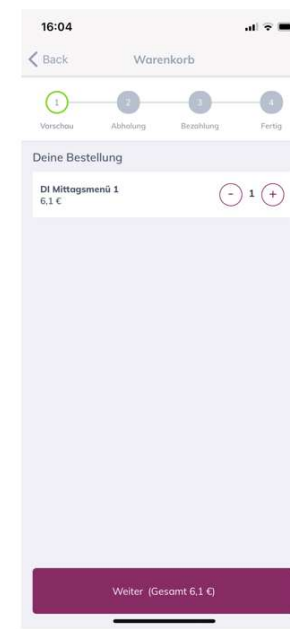 16:04
Back Warenkorb
1 2 3 4
Vorschau Abholung Bezahlung Fertig
Deine Bestellung
DI Mittagsmenü 1
6,1 €
- 1 +
Weiter (Gesamt 6,1 €)